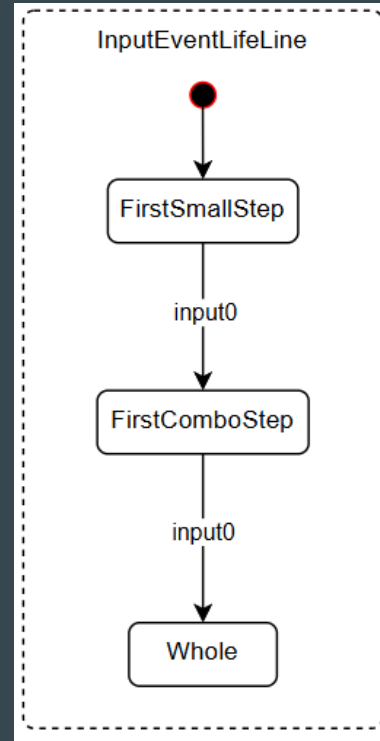 InputEventLifeLine
FirstSmallStep
input0
FirstComboStep
input0
Whole